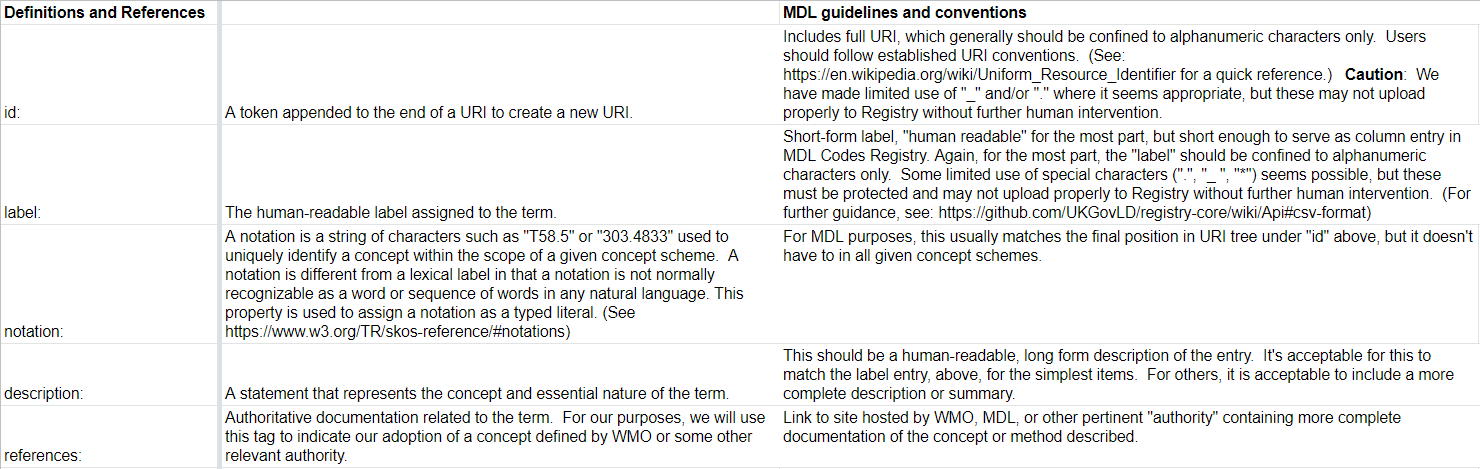 Definitions and References
MDL guidelines and conventions
id:
A token appended to the end of a URI to create a new URI.
Includes full URI, which generally should be confined to alphanumeric characters only.  Users
should follow established URI conventions.  (See:
https://en.wikipedia.org/wiki/Uniform_Resource_Identifier for a quick reference.)   Caution:  We
have made limited use of "_" and/or "." where it seems appropriate, but these may not upload
properly to Registry without further human intervention.
label:
The human-readable label assigned to the term.
Short-form label, "human readable" for the most part, but short enough to serve as column entry in
MDL Codes Registry. Again, for the most part, the "label" should be confined to alphanumeric
characters only.  Some limited use of special characters (".", "_ ", "*") seems possible, but these
must be protected and may not upload properly to Registry without further human intervention.  (For
further guidance, see: https://github.com/UKGovLD/registry-core/wiki/Api#csv-format)
notation:
A notation is a string of characters such as "T58.5" or "303.4833" used to
uniquely identify a concept within the scope of a given concept scheme.  A
notation is different from a lexical label in that a notation is not normally
recognizable as a word or sequence of words in any natural language. This
property is used to assign a notation as a typed literal. (See
https://www.w3.org/TR/skos-reference/#notations)
For MDL purposes, this usually matches the final position in URI tree under "id" above, but it doesn't
have to in all given concept schemes.
description:
A statement that represents the concept and essential nature of the term.
This should be a human-readable, long form description of the entry.  It's acceptable for this to
match the label entry, above, for the simplest items.  For others, it is acceptable to include a more
complete description or summary.
references:
Authoritative documentation related to the term.  For our purposes, we will use
this tag to indicate our adoption of a concept defined by WMO or some other
relevant authority.
Link to site hosted by WMO, MDL, or other pertinent "authority" containing more complete
documentation of the concept or method described.